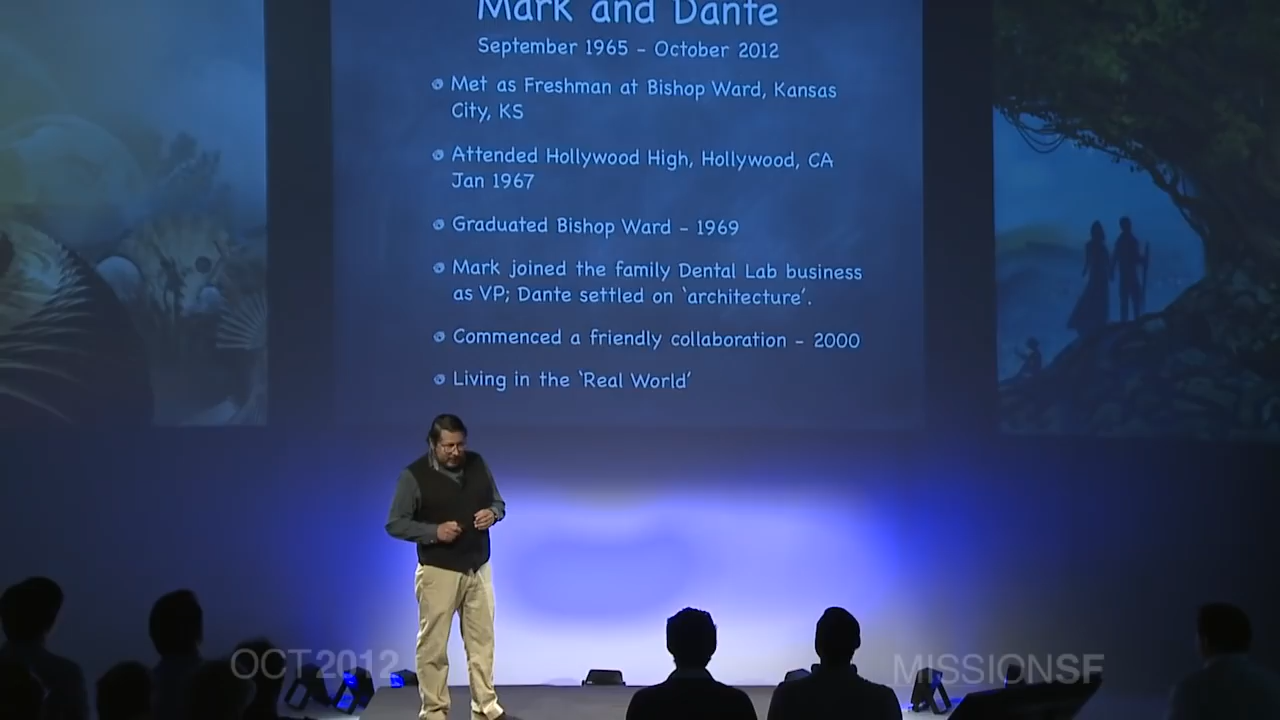 Mark and Dante
September 1965 - October 2012
Met as Freshman at Bishop Ward, Kansas
City, KS
Attended Hollywood High, Hollywood, CA
Jan 1967
Graduated Bishop Ward - 1969
Mark joined the family Dental Lab business
as VP; Dante settled on 'architecture'.
Commenced a friendly collaboration - 2000
Living in the 'Real World'
OCT 2012
MISSIONSF